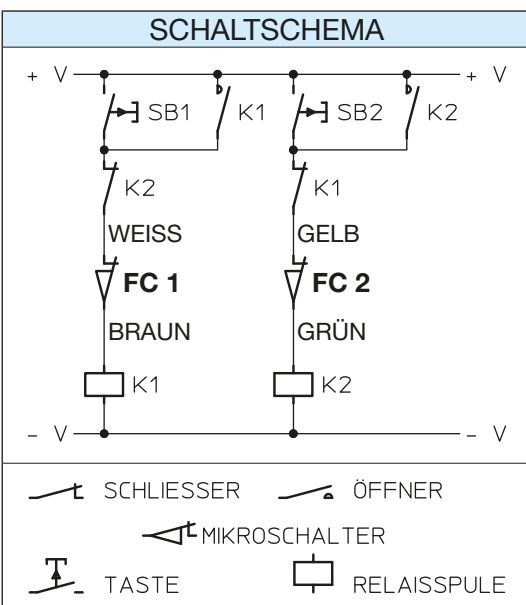 SCHALTSCHEMA
+ V + V
SB1 K1 SB2 K2
K2 K1
WEISS GELB
FC 1 FC 2
BRAUN GRÜN
K1 K2
– V – V
SCHLIESSER ÖFFNER
MIKROSCHALTER
TASTE RELAISSPULE